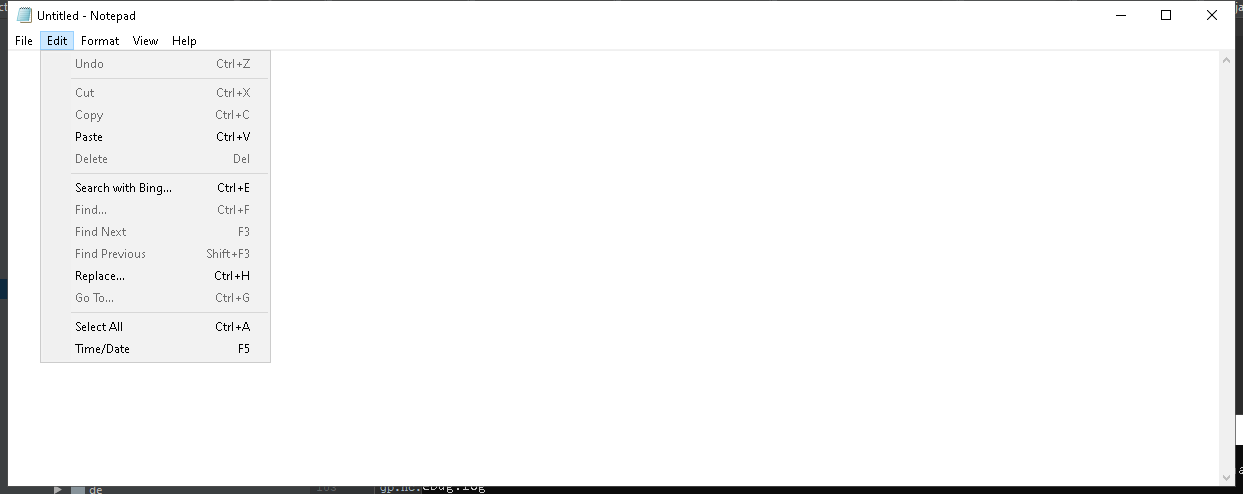 Untitled - Notepad
File Edit Format View Help
Undo Ctrl+Z
Cut Ctrl+X
Copy Ctrl+C
Paste Ctrl+V
Delete Del
Search with Bing... Ctrl+E
Find... Ctrl+F
Find Next F3
Find Previous Shift+F3
Replace... Ctrl+H
Go To... Ctrl+G
Select All Ctrl+A
Time/Date F5
de